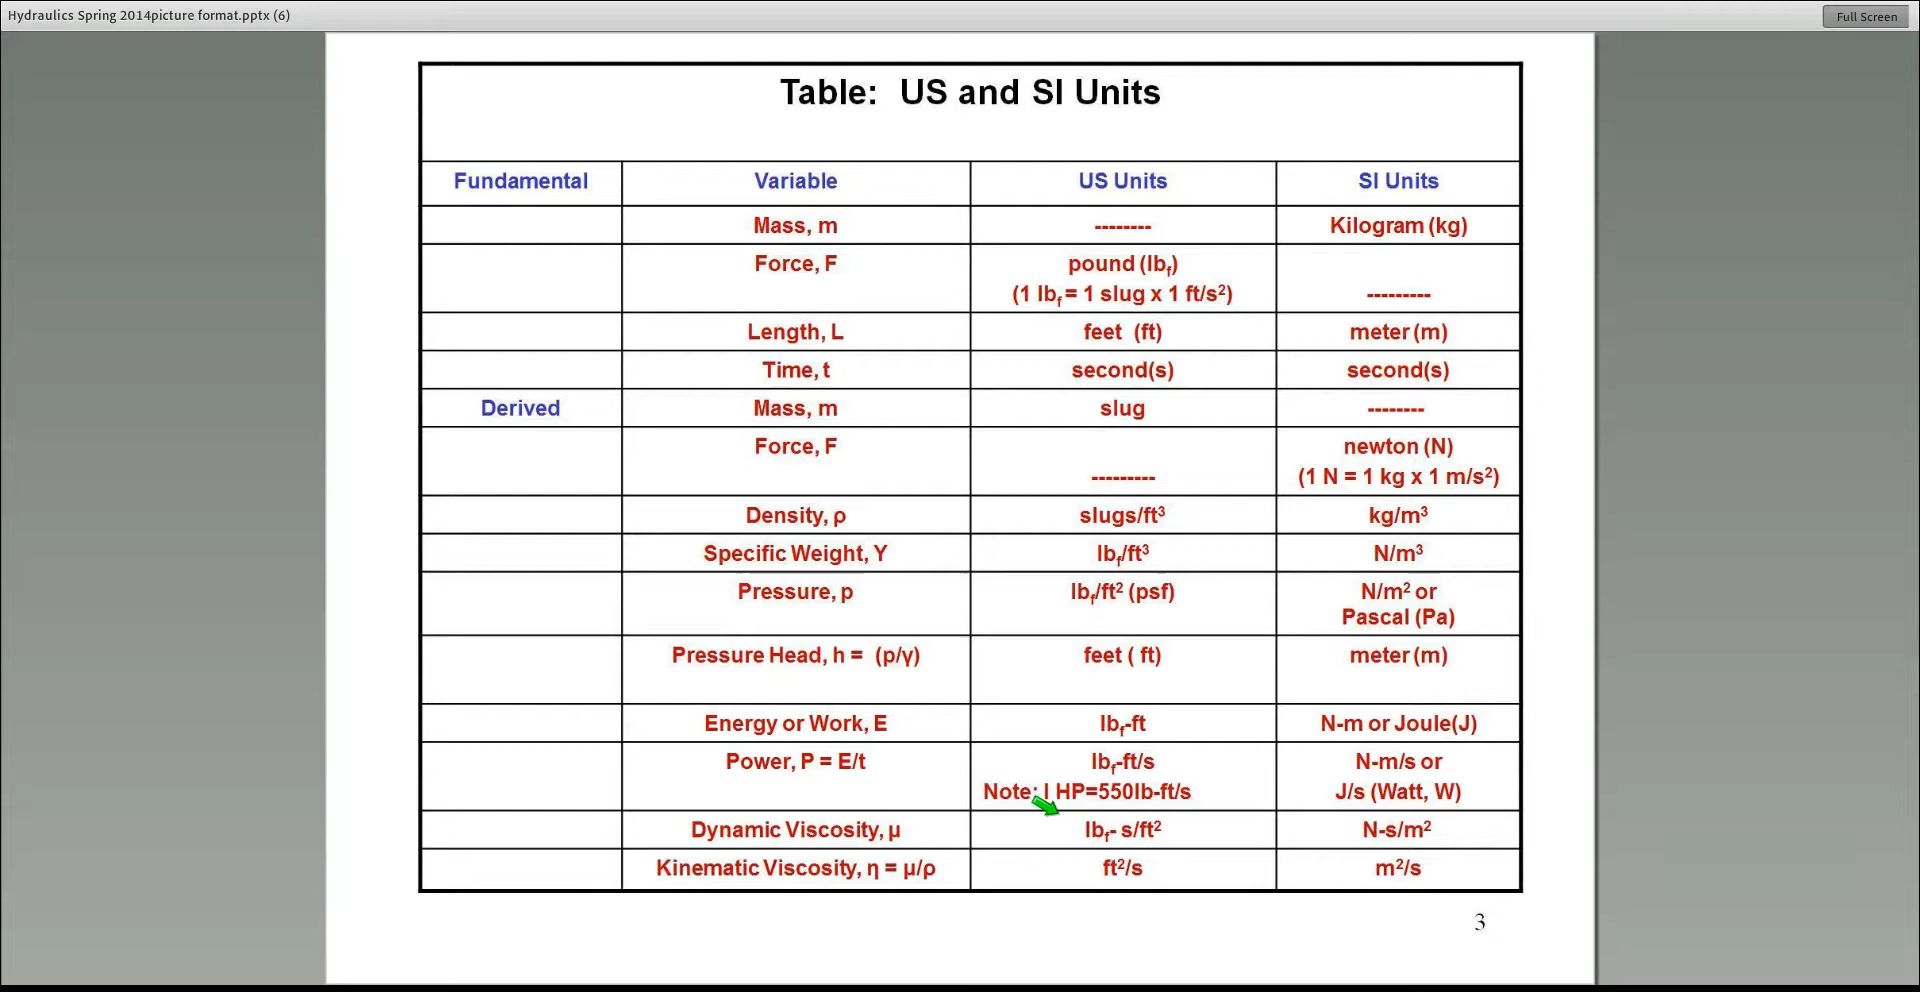 Hydraulics Spring 2014picture format.pptx (6)
Full Screen
Table: US and SI Units
Fundamental Variable US Units SI Units
Mass, m -------- Kilogram (kg)
Force, F pound (lbf)
(1 lbf = 1 slug x 1 ft/s²) ---------
Length, L feet (ft) meter (m)
Time, t second(s) second(s)
Derived Mass, m slug --------
Force, F newton (N)
--------- (1 N = 1 kg x 1 m/s²)
Density, ρ slugs/ft³ kg/m³
Specific Weight, Y lbf/ft³ N/m³
Pressure, p lbf/ft² (psf) N/m² or
Pascal (Pa)
Pressure Head, h = (p/γ) feet ( ft) meter (m)
Energy or Work, E lbf-ft N-m or Joule(J)
Power, P = E/t lbf-ft/s N-m/s or
Note: I HP=550lb-ft/s J/s (Watt, W)
Dynamic Viscosity, μ lbf- s/ft² N-s/m²
Kinematic Viscosity, η = μ/ρ ft²/s m²/s
3